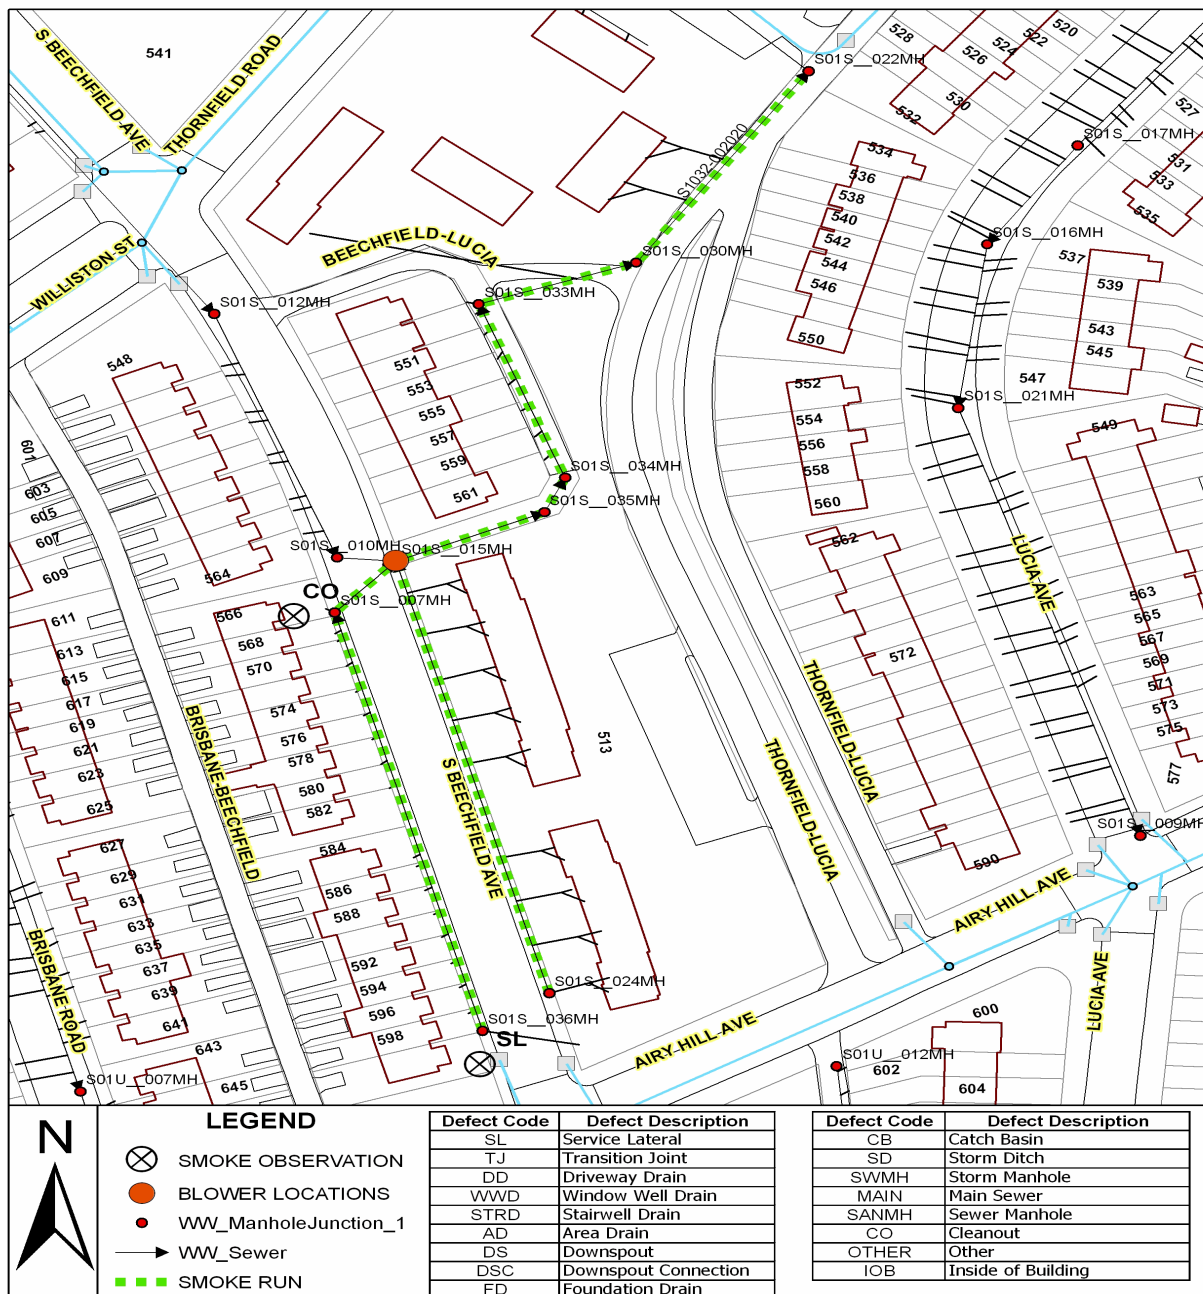 S BEECHFIELD AVE
541
THORNFIELD ROAD
S01S__022MH
528
526
524
522
520
530
532
S01S__017MH
527
531
533
535
S1032-002020
534
536
538
540
542
544
546
550
WILLISTON ST
BEECHFIELD-LUCIA
S01S__030MH
S01S__016MH
537
539
543
545
547
S01S__012MH
S01S__033MH
548
551
553
555
557
559
561
552
554
556
558
560
S01S__021MH
549
601
603
605
607
609
564
S01S__034MH
S01S__035MH
S01S__010MH
S01S__015MH
562
LUCIA AVE
CO
S01S__007MH
611
613
615
617
619
621
623
625
566
568
570
574
576
578
580
582
BRISBANE-BEECHFIELD
S BEECHFIELD AVE
513
THORNFIELD-LUCIA
THORNFIELD-LUCIA
572
563
565
567
569
571
573
575
577
S01S__009MH
590
627
629
631
633
635
637
639
641
643
645
584
586
588
592
594
596
598
BRISBANE ROAD
S01S__024MH
S01S__036MH
SL
AIRY HILL AVE
AIRY HILL AVE
LUCIA AVE
S01U__007MH
S01U__012MH
600
602
604
N
LEGEND
SMOKE OBSERVATION
BLOWER LOCATIONS
WW_ManholeJunction_1
WW_Sewer
SMOKE RUN
Defect Code Defect Description
SL Service Lateral
TJ Transition Joint
DD Driveway Drain
WWD Window Well Drain
STRD Stairwell Drain
AD Area Drain
DS Downspout
DSC Downspout Connection
FD Foundation Drain
Defect Code Defect Description
CB Catch Basin
SD Storm Ditch
SWMH Storm Manhole
MAIN Main Sewer
SANMH Sewer Manhole
CO Cleanout
OTHER Other
IOB Inside of Building